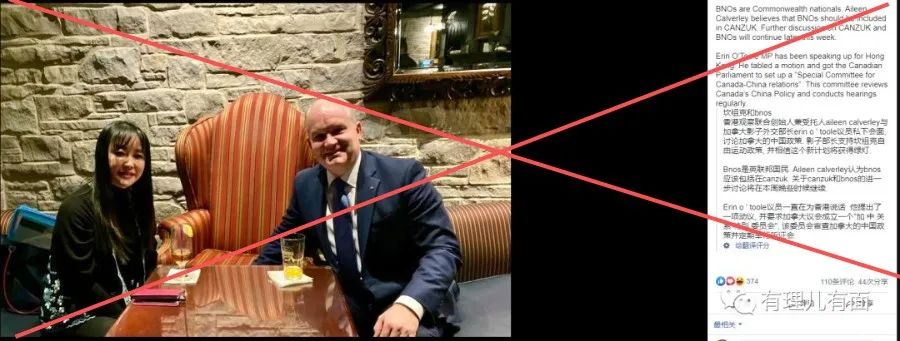 BNOs are Commonwealth nationals. Aileen
Calverley believes that BNOs should be included
in CANZUK. Further discussion on CANZUK and
BNOs will continue later this week.
Erin O'Toole MP has been speaking up for Hong
Kong. He tabled a motion and got the Canadian
Parliament to set up a "Special Committee for
Canada-China relations". This committee reviews
Canada's China Policy and conducts hearings
regularly.
坎祖克和bnos
香港观察联合创始人兼受托人aileen calverley与
加拿大影子外交部长erin o ' toole议员私下会面,
讨论加拿大的中国政策. 影子部长支持坎祖克自
由运动政策, 并相信这个新计划将获得绿灯.
Bnos是英联邦国民. Aileen calverley认为bnos
应该包括在canzuk. 关于canzuk和bnos的进一
步讨论将在本周晚些时候继续.
Erin o ' toole议员一直在为香港说话. 他提出了
一项动议, 并要求加拿大议会成立一个"加 中 关
系 特别 委员会", 该委员会审查加拿大的中国政
策并定期举行听证会.
给翻译评分
374
110条评论 44次分享
有理儿有面
分享
最相关